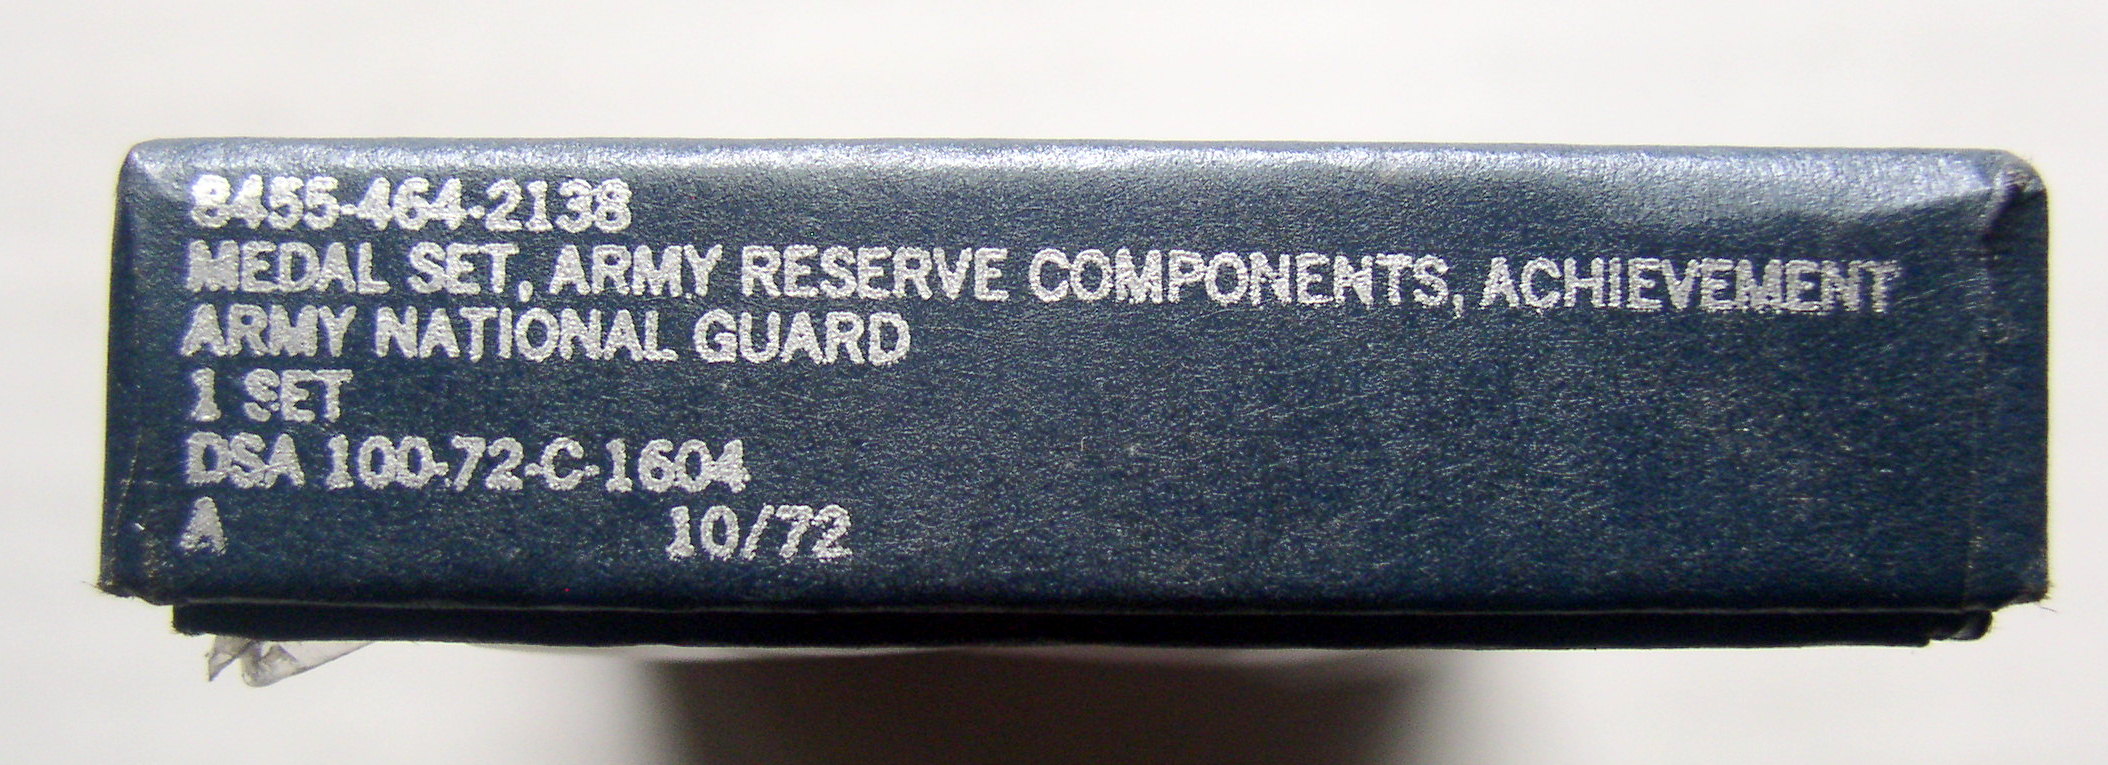 8455-464-2138
MEDAL SET, ARMY RESERVE COMPONENTS, ACHIEVEMENT
ARMY NATIONAL GUARD
1 SET
DSA 100-72-C-1604
A 10/72